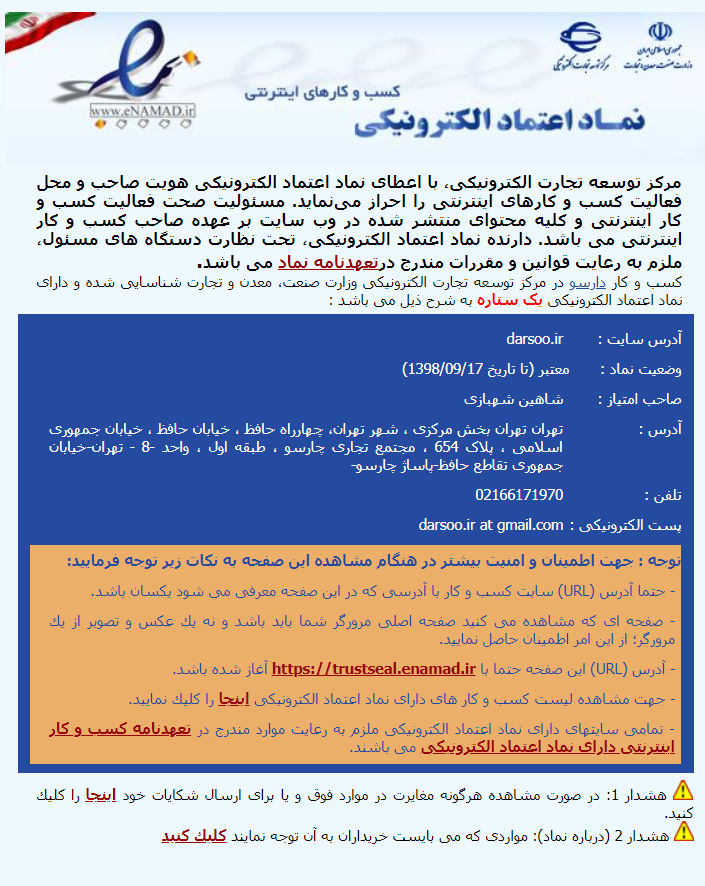 جمهوری اسلامی ایران
وزارت صنعت، معدن و تجارت
مرکز توسعه تجارت الکترونیکی
www.eNAMAD.ir
کسب و کارهای اینترنتی
نمــاد اعتمـاد الکترونیکی
مرکز توسعه تجارت الکترونیکی، با اعطای نماد اعتماد الکترونیکی هویت صاحب و محل
فعالیت کسب و کارهای اینترنتی را احراز می‌نماید. مسئولیت صحت فعالیت کسب و
کار اینترنتی و کلیه محتوای منتشر شده در وب سایت بر عهده صاحب کسب و کار
اینترنتی می باشد. دارنده نماد اعتماد الکترونیکی، تحت نظارت دستگاه های مسئول،
ملزم به رعایت قوانین و مقررات مندرج درتعهدنامه نماد می باشد.
کسب و کار دارسو در مرکز توسعه تجارت الکترونیکی وزارت صنعت، معدن و تجارت شناسایی شده و دارای
نماد اعتماد الکترونیکی یک ستاره به شرح ذیل می باشد :
آدرس سایت : darsoo.ir
وضعیت نماد : معتبر (تا تاریخ 1398/09/17)
صاحب امتیاز : شاهین شهبازی
آدرس : تهران تهران بخش مرکزی ، شهر تهران، چهارراه حافظ ، خیابان حافظ ، خیابان جمهوری
اسلامی ، پلاک 654 ، مجتمع تجاری چارسو ، طبقه اول ، واحد -8 - تهران-خیابان
جمهوری تقاطع حافظ-پاساژ چارسو-
تلفن : 02166171970
پست الکترونیکی : darsoo.ir at gmail.com
توجه : جهت اطمینان و امنیت بیشتر در هنگام مشاهده این صفحه به نکات زیر توجه فرمایید:
- حتما آدرس (URL) سایت کسب و کار با آدرسی که در این صفحه معرفی می شود یکسان باشد.
- صفحه ای که مشاهده می کنید صفحه اصلی مرورگر شما باید باشد و نه یك عکس و تصویر از یك
مرورگر؛ از این امر اطمینان حاصل نمایید.
- آدرس (URL) این صفحه حتما با https://trustseal.enamad.ir آغاز شده باشد.
- جهت مشاهده لیست کسب و کار های دارای نماد اعتماد الکترونیکی اینجا را کلیك نمایید.
- تمامی سایتهای دارای نماد اعتماد الکترونیکی ملزم به رعایت موارد مندرج در تعهدنامه کسب و کار
اینترنتی دارای نماد اعتماد الکترونیکی می باشند.
هشدار 1: در صورت مشاهده هرگونه مغایرت در موارد فوق و یا برای ارسال شکایات خود اینجا را کلیك
کنید.
هشدار 2 (درباره نماد): مواردی که می بایست خریداران به آن توجه نمایند کلیك کنید